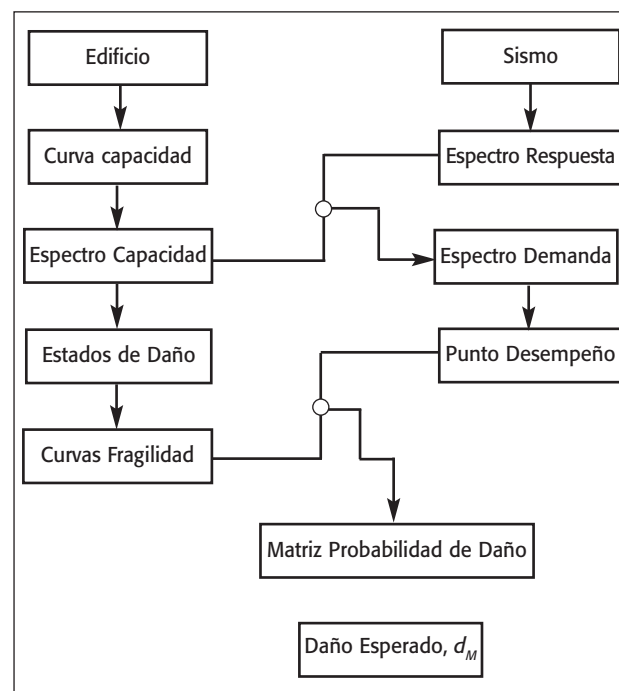 Edificio
Sismo
Curva capacidad
Espectro Respuesta
Espectro Capacidad
Espectro Demanda
Estados de Daño
Punto Desempeño
Curvas Fragilidad
Matriz Probabilidad de Daño
Daño Esperado, d_M